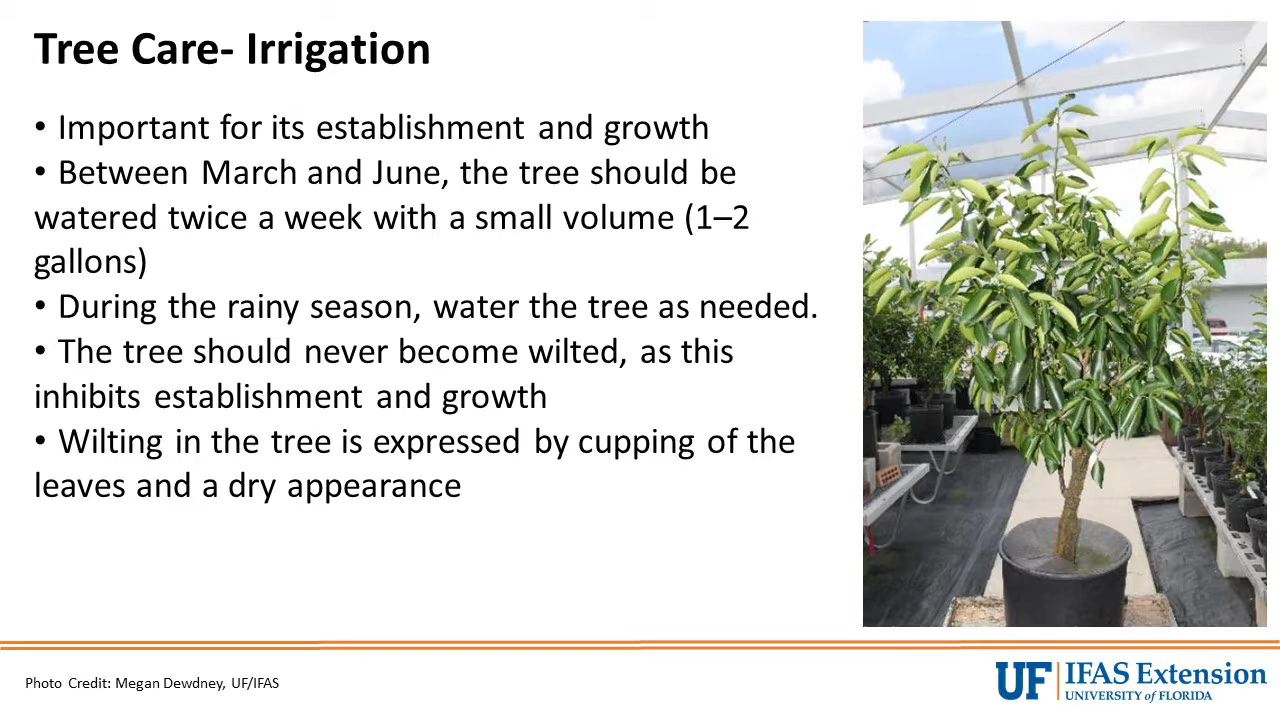 Tree Care- Irrigation
• Important for its establishment and growth
• Between March and June, the tree should be
watered twice a week with a small volume (1–2
gallons)
• During the rainy season, water the tree as needed.
• The tree should never become wilted, as this
inhibits establishment and growth
• Wilting in the tree is expressed by cupping of the
leaves and a dry appearance
Photo Credit: Megan Dewdney, UF/IFAS
UF IFAS Extension
UNIVERSITY of FLORIDA